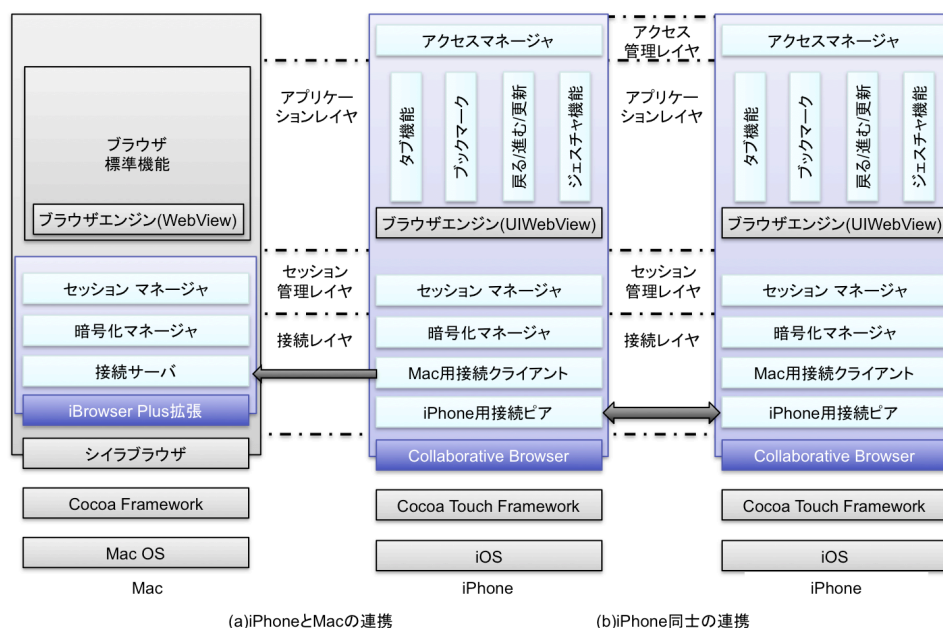 ブラウザ
標準機能
ブラウザエンジン(WebView)
セッション マネージャ
暗号化マネージャ
接続サーバ
iBrowser Plus拡張
シイラブラウザ
Cocoa Framework
Mac OS
Mac
アプリケー
ションレイヤ
セッション
管理レイヤ
接続レイヤ
アクセスマネージャ
タブ機能
ブックマーク
戻る/進む/更新
ジェスチャ機能
ブラウザエンジン(UIWebView)
セッション マネージャ
暗号化マネージャ
Mac用接続クライアント
iPhone用接続ピア
Collaborative Browser
Cocoa Touch Framework
iOS
iPhone
アクセス
管理レイヤ
アプリケー
ションレイヤ
セッション
管理レイヤ
接続レイヤ
アクセスマネージャ
タブ機能
ブックマーク
戻る/進む/更新
ジェスチャ機能
ブラウザエンジン(UIWebView)
セッション マネージャ
暗号化マネージャ
Mac用接続クライアント
iPhone用接続ピア
Collaborative Browser
Cocoa Touch Framework
iOS
iPhone
(a)iPhoneとMacの連携
(b)iPhone同士の連携